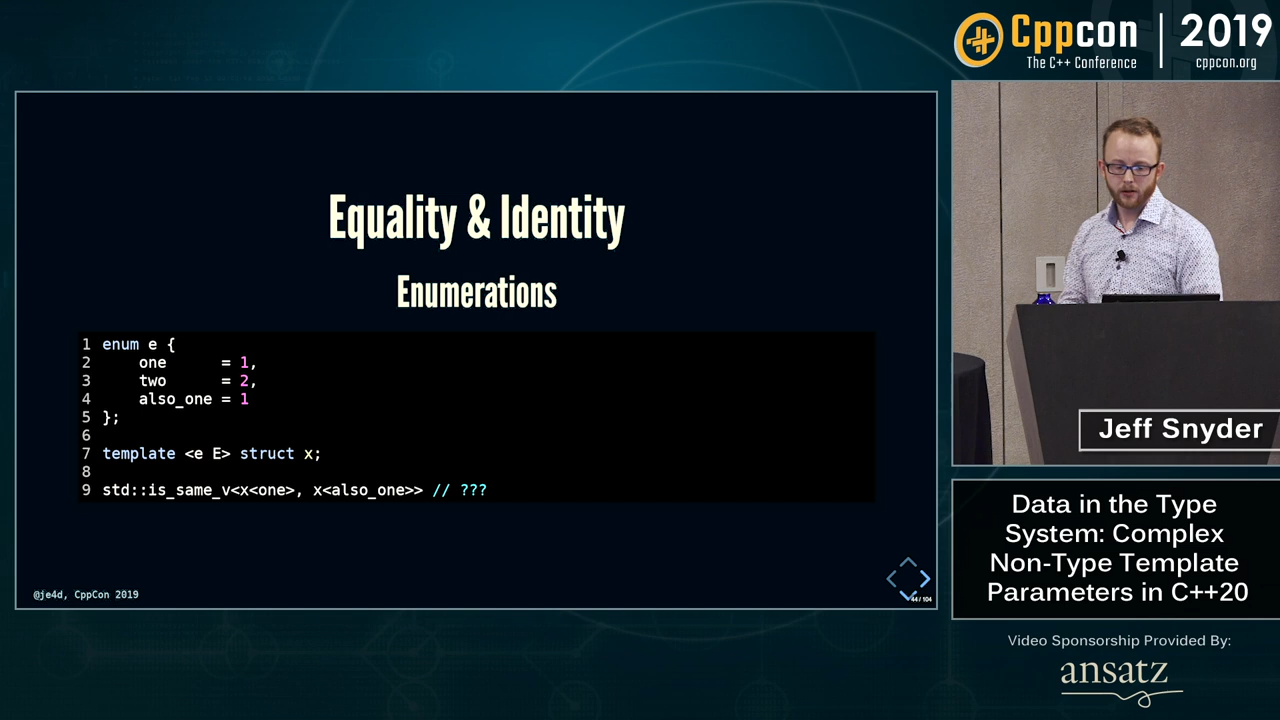 Cppcon | 2019
The C++ Conference
cppcon.org
Equality & Identity
Enumerations
1 enum e {
2     one      = 1,
3     two      = 2,
4     also_one = 1
5 };
6
7 template <e E> struct x;
8
9 std::is_same_v<x<one>, x<also_one>> // ???
@je4d, CppCon 2019
44 / 104
Jeff Snyder
Data in the Type
System: Complex
Non-Type Template
Parameters in C++20
Video Sponsorship Provided By:
ansatz